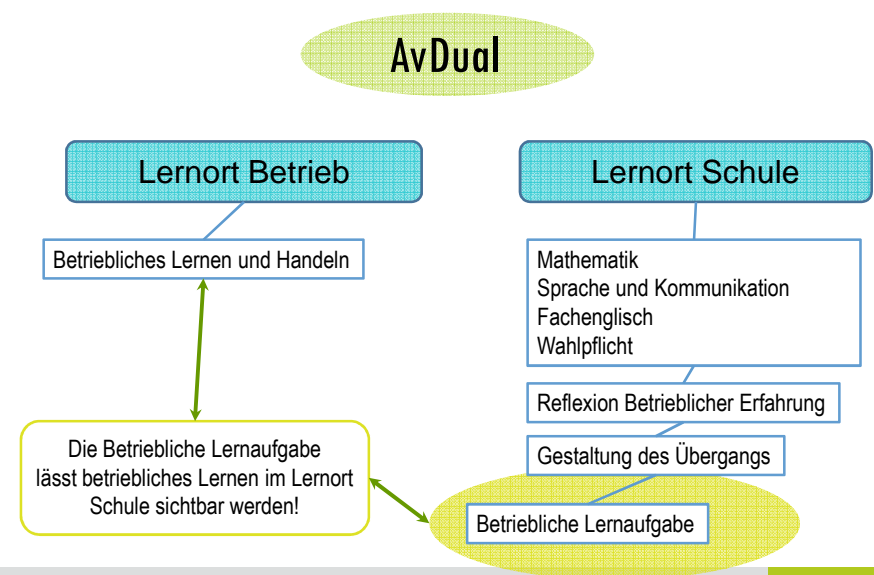 AvDual
Lernort Betrieb
Betriebliches Lernen und Handeln
Die Betriebliche Lernaufgabe
lässt betriebliches Lernen im Lernort
Schule sichtbar werden!
Lernort Schule
Mathematik
Sprache und Kommunikation
Fachenglisch
Wahlpflicht
Reflexion Betrieblicher Erfahrung
Gestaltung des Übergangs
Betriebliche Lernaufgabe